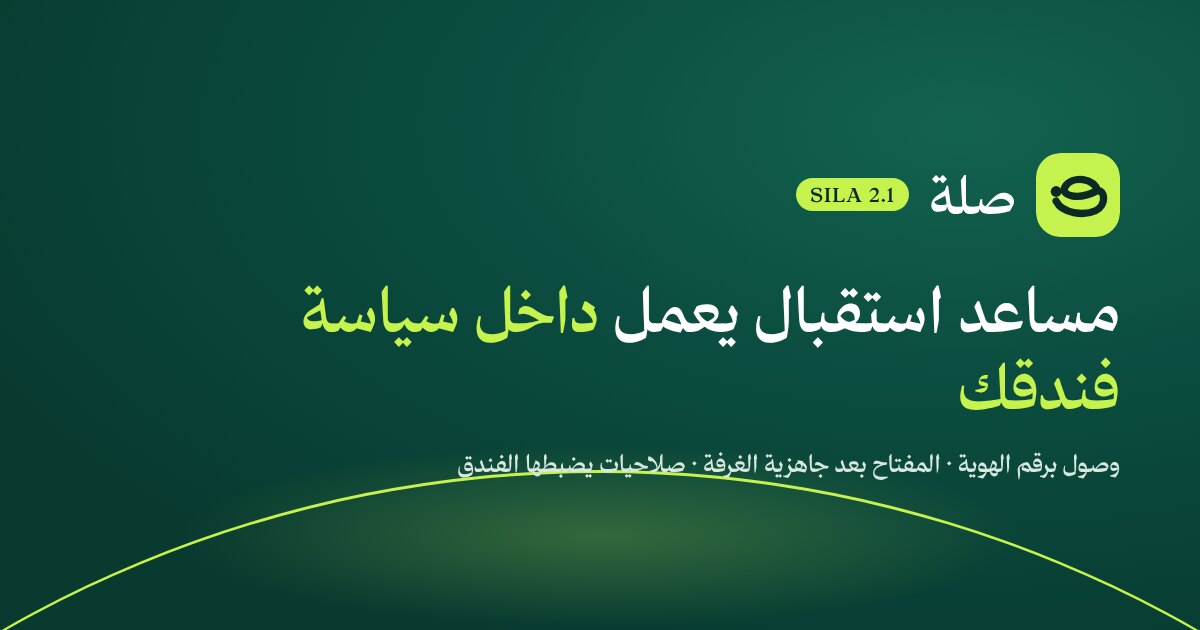 صلة SILA 2.1
مساعد استقبال يعمل داخل سياسة
فندقك
وصول برقم الهوية · المفتاح بعد جاهزية الغرفة · صلاحيات يضبطها الفندق